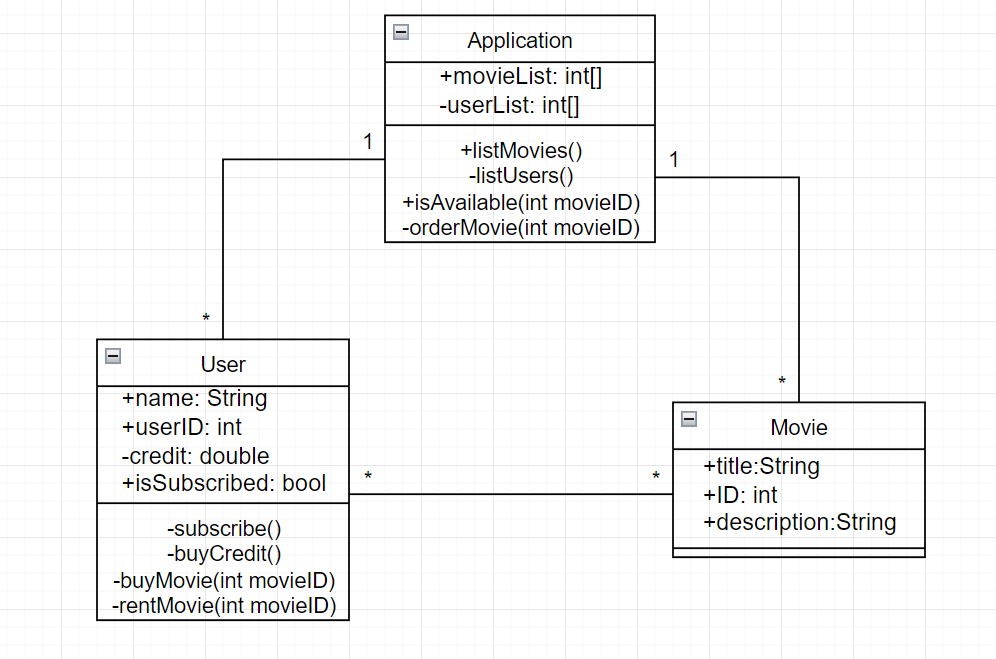 Application
+movieList: int[]
-userList: int[]
+listMovies()
-listUsers()
+isAvailable(int movieID)
-orderMovie(int movieID)
1
1
*
*
User
+name: String
+userID: int
-credit: double
+isSubscribed: bool
-subscribe()
-buyCredit()
-buyMovie(int movieID)
-rentMovie(int movieID)
*
*
Movie
+title:String
+ID: int
+description:String